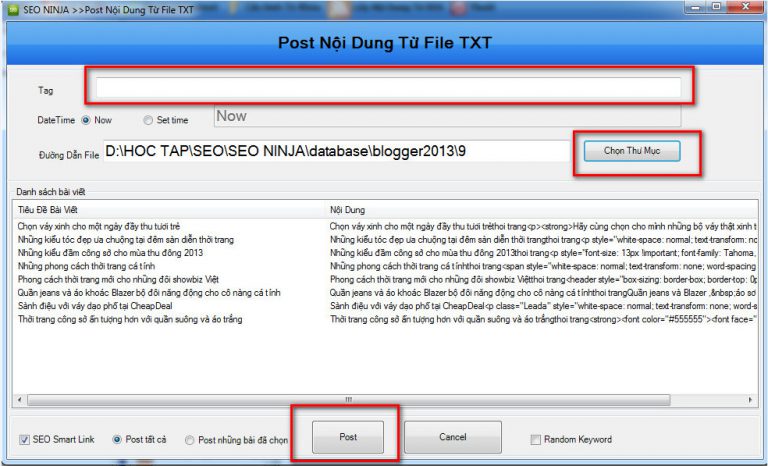 SEO NINJA >>Post Nội Dung Từ File TXT
Post Nội Dung Từ File TXT
Tag
DateTime Now Set time Now
Đường Dẫn File D:\HOC TAP\SEO\SEO NINJA\database\blogger2013\9 Chọn Thư Mục
Danh sách bài viết
Tiêu Đề Bài Viết Nội Dung
Chọn váy xinh cho một ngày đầy thu tươi trẻ Chọn váy xinh cho một ngày đầy thu tươi trẻthoi trang<p><strong>Hãy cùng chọn cho mình những bộ váy thật xinh t
Những kiểu tóc đẹp ưa chuộng tại đêm sàn diễn thời trang Những kiểu tóc đẹp ưa chuộng tại đêm sàn diễn thời trangthoi trang<p style="white-space: normal; text-transform: no
Những kiểu đầm công sở cho mùa thu đông 2013 Những kiểu đầm công sở cho mùa thu đông 2013thoi trang<p style="font-size: 13px !important; font-family: Tahoma,
Những phong cách thời trang cá tính Những phong cách thời trang cá tínhthoi trang<span style="white-space: normal; text-transform: none; word-spacing
Phong cách thời trang mới cho những đôi showbiz Việt Phong cách thời trang mới cho những đôi showbiz Việtthoi trang<header style="box-sizing: border-box; border-top: 0p
Quần jeans và áo khoác Blazer bộ đôi năng động cho cô nàng cá tính Quần jeans và áo khoác Blazer bộ đôi năng động cho cô nàng cá tínhthoi trangQuần jeans và Blazer ,&nbsp;áo sơ
Sành điệu với váy dạo phố tại CheapDeal Sành điệu với váy dạo phố tại CheapDeal<p class="Leada" style="white-space: normal; text-transform: none; word-s
Thời trang công sở ấn tượng hơn với quần suông và áo trắng Thời trang công sở ấn tượng hơn với quần suông và áo trắngthoi trang<strong><font color="#555555"><font face="
SEO Smart Link Post tất cả Post những bài đã chọn Post Cancel Random Keyword